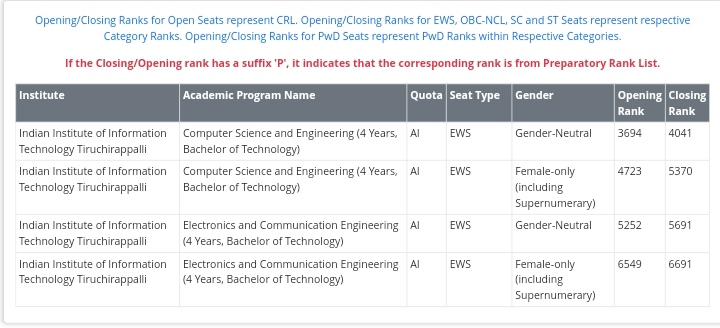 Opening/Closing Ranks for Open Seats represent CRL. Opening/Closing Ranks for EWS, OBC-NCL, SC and ST Seats represent respective
Category Ranks. Opening/Closing Ranks for PwD Seats represent PwD Ranks within Respective Categories.
If the Closing/Opening rank has a suffix 'P', it indicates that the corresponding rank is from Preparatory Rank List.
Institute Academic Program Name Quota Seat Type Gender Opening Closing
Rank Rank
Indian Institute of Information Computer Science and Engineering (4 Years, AI EWS Gender-Neutral 3694 4041
Technology Tiruchirappalli Bachelor of Technology)
Indian Institute of Information Computer Science and Engineering (4 Years, AI EWS Female-only 4723 5370
Technology Tiruchirappalli Bachelor of Technology) (including
Supernumerary)
Indian Institute of Information Electronics and Communication Engineering AI EWS Gender-Neutral 5252 5691
Technology Tiruchirappalli (4 Years, Bachelor of Technology)
Indian Institute of Information Electronics and Communication Engineering AI EWS Female-only 6549 6691
Technology Tiruchirappalli (4 Years, Bachelor of Technology) (including
Supernumerary)